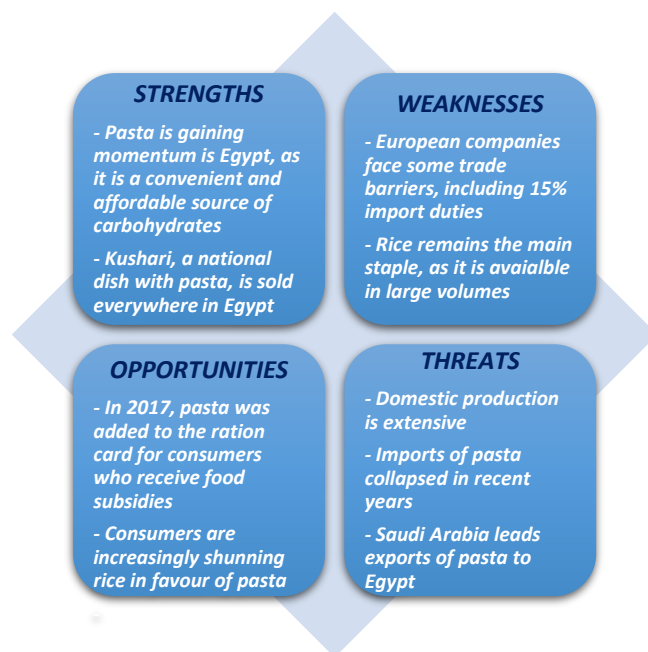 STRENGTHS
- Pasta is gaining
momentum is Egypt, as
it is a convenient and
affordable source of
carbohydrates
- Kushari, a national
dish with pasta, is sold
everywhere in Egypt
WEAKNESSES
- European companies
face some trade
barriers, including 15%
import duties
- Rice remains the main
staple, as it is avaialble
in large volumes
OPPORTUNITIES
- In 2017, pasta was
added to the ration
card for consumers
who receive food
subsidies
- Consumers are
increasingly shunning
rice in favour of pasta
THREATS
- Domestic production
is extensive
- Imports of pasta
collapsed in recent
years
- Saudi Arabia leads
exports of pasta to
Egypt